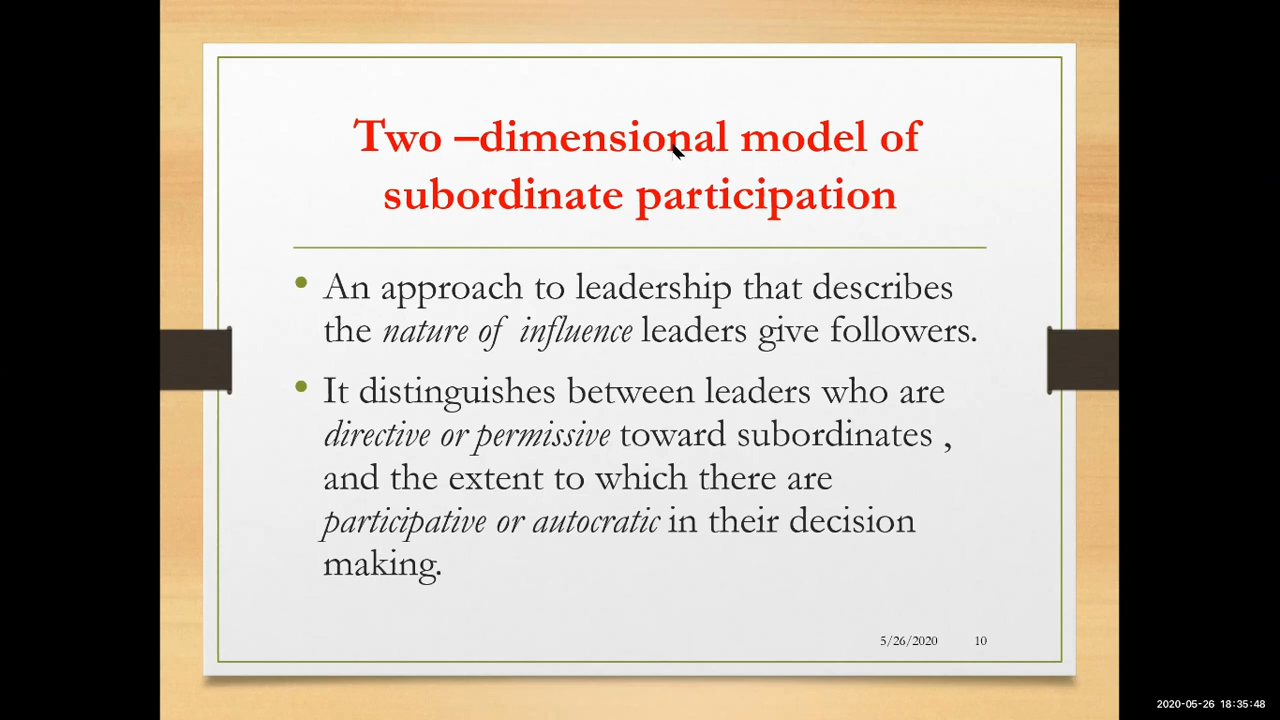 Two –dimensional model of
subordinate participation
• An approach to leadership that describes
the nature of influence leaders give followers.
• It distinguishes between leaders who are
directive or permissive toward subordinates ,
and the extent to which there are
participative or autocratic in their decision
making.
5/26/2020 10
2020-05-26 18:35:48